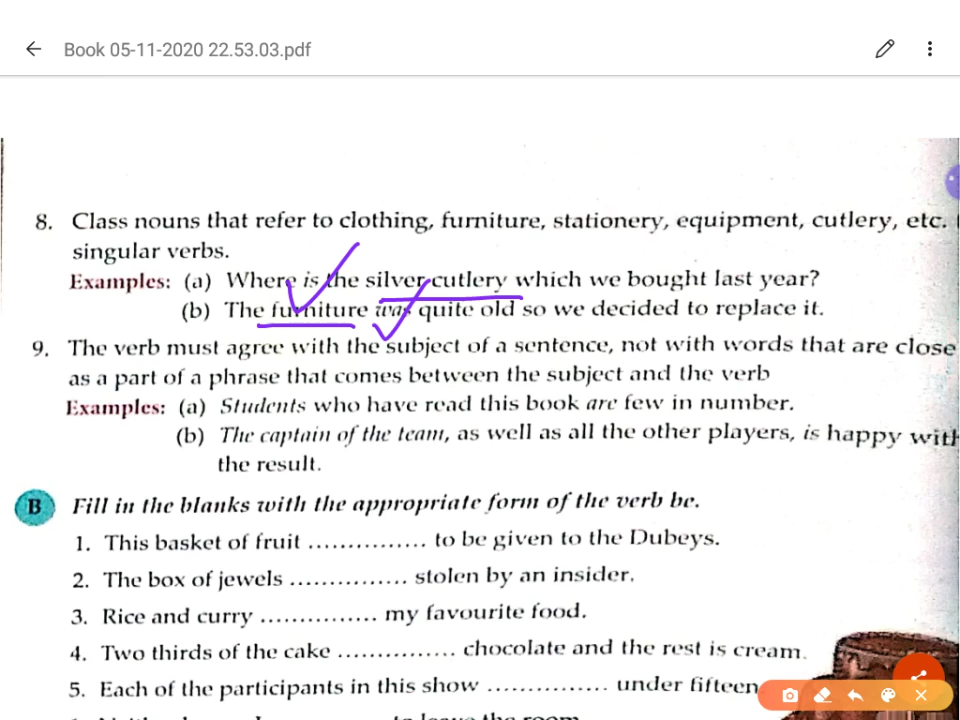 Book 05-11-2020 22.53.03.pdf
8. Class nouns that refer to clothing, furniture, stationery, equipment, cutlery, etc.
singular verbs.
Examples: (a) Where is the silver cutlery which we bought last year?
(b) The furniture was quite old so we decided to replace it.
9. The verb must agree with the subject of a sentence, not with words that are close
as a part of a phrase that comes between the subject and the verb
Examples: (a) Students who have read this book are few in number.
(b) The captain of the team, as well as all the other players, is happy with
the result.
B Fill in the blanks with the appropriate form of the verb be.
1. This basket of fruit ............... to be given to the Dubeys.
2. The box of jewels ............... stolen by an insider.
3. Rice and curry ............... my favourite food.
4. Two thirds of the cake ............... chocolate and the rest is cream.
5. Each of the participants in this show ............... under fifteen
to leave the room